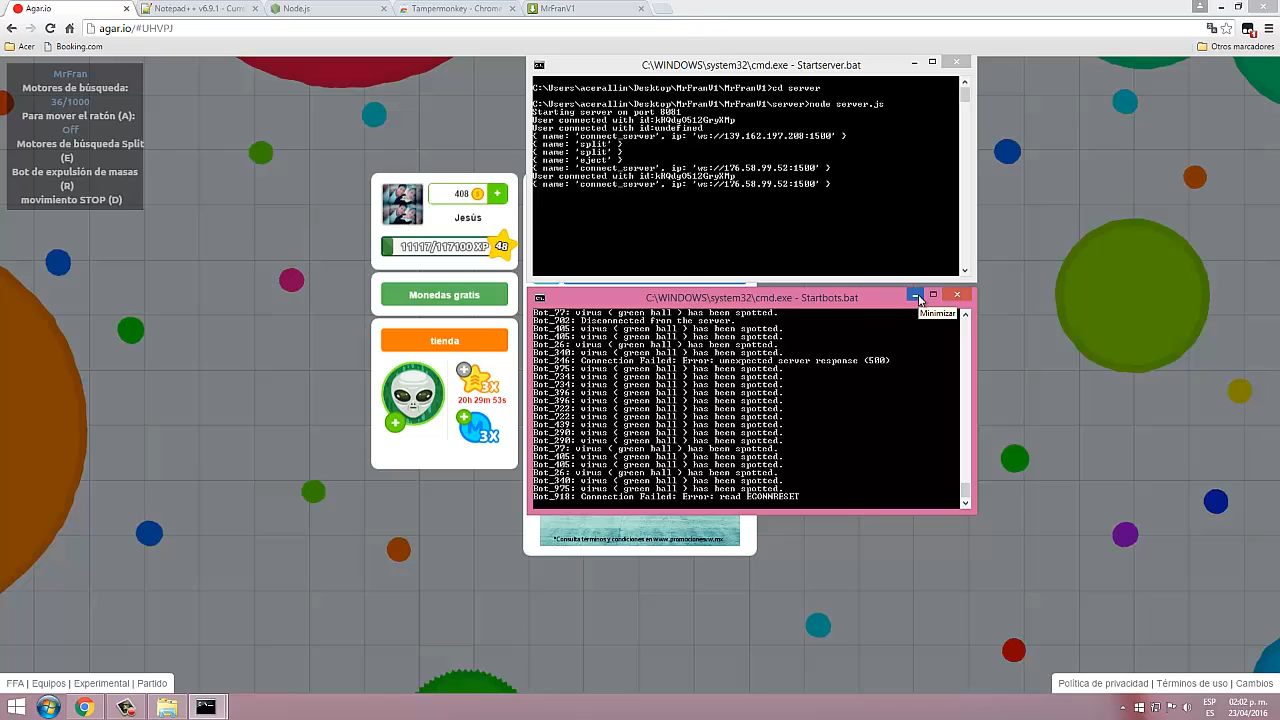 Agar.io
Notepad++ v6.9.1 - Curr
Node.js
Tampermonkey - Chrome
MrFranV1
https://agar.io/#UHVPJ
Acer
Booking.com
Otros marcadores
MrFran
Motores de búsqueda:
36/1000
Para mover el ratón (A):
Off
Motores de búsqueda Split
(E)
Bot de expulsión de masas
(R)
movimiento STOP (D)
408
Jesús
11117/117100 XP
48
Monedas gratis
tienda
3X
20h 29m 53s
3X
C:\WINDOWS\system32\cmd.exe - Startserver.bat
C:\Users\acerallin\Desktop\MrFranV1\MrFranV1>cd server
C:\Users\acerallin\Desktop\MrFranV1\MrFranV1\server>node server.js
Starting server on port 8081
User connected with id:kHQdyO512GryXMp
User connected with id:undefined
{ name: 'connect_server', ip: 'ws://139.162.197.208:1500' }
{ name: 'split' }
{ name: 'split' }
{ name: 'eject' }
{ name: 'connect_server', ip: 'ws://176.58.99.52:1500' }
User connected with id:kHQdyO512GryXMp
{ name: 'connect_server', ip: 'ws://176.58.99.52:1500' }
C:\WINDOWS\system32\cmd.exe - Startbots.bat
Minimizar
Bot_77: virus ( green ball ) has been spotted.
Bot_702: Disconnected from the server.
Bot_405: virus ( green ball ) has been spotted.
Bot_405: virus ( green ball ) has been spotted.
Bot_26: virus ( green ball ) has been spotted.
Bot_340: virus ( green ball ) has been spotted.
Bot_246: Connection Failed: Error: unexpected server response (500)
Bot_975: virus ( green ball ) has been spotted.
Bot_734: virus ( green ball ) has been spotted.
Bot_734: virus ( green ball ) has been spotted.
Bot_396: virus ( green ball ) has been spotted.
Bot_396: virus ( green ball ) has been spotted.
Bot_722: virus ( green ball ) has been spotted.
Bot_722: virus ( green ball ) has been spotted.
Bot_439: virus ( green ball ) has been spotted.
Bot_290: virus ( green ball ) has been spotted.
Bot_290: virus ( green ball ) has been spotted.
Bot_77: virus ( green ball ) has been spotted.
Bot_405: virus ( green ball ) has been spotted.
Bot_405: virus ( green ball ) has been spotted.
Bot_26: virus ( green ball ) has been spotted.
Bot_340: virus ( green ball ) has been spotted.
Bot_975: virus ( green ball ) has been spotted.
Bot_918: Connection Failed: Error: read ECONNRESET
*Consulta términos y condiciones en www.promocionesvw.mx
FFA | Equipos | Experimental | Partido
Política de privacidad | Términos de uso | Cambios
ESP
ES
02:02 p. m.
23/04/2016